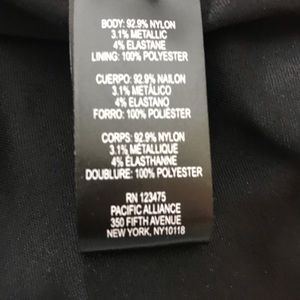 BODY: 92.9% NYLON
3.1% METALLIC
4% ELASTANE
LINING: 100% POLYESTER
CUERPO: 92.9% NAILON
3.1% METÁLICO
4% ELASTANO
FORRO: 100% POLIÉSTER
CORPS: 92.9% NYLON
3.1% MÉTALLIQUE
4% ÉLASTHANNE
DOUBLURE: 100% POLYESTER
RN 123475
PACIFIC ALLIANCE
350 FIFTH AVENUE
NEW YORK, NY10118